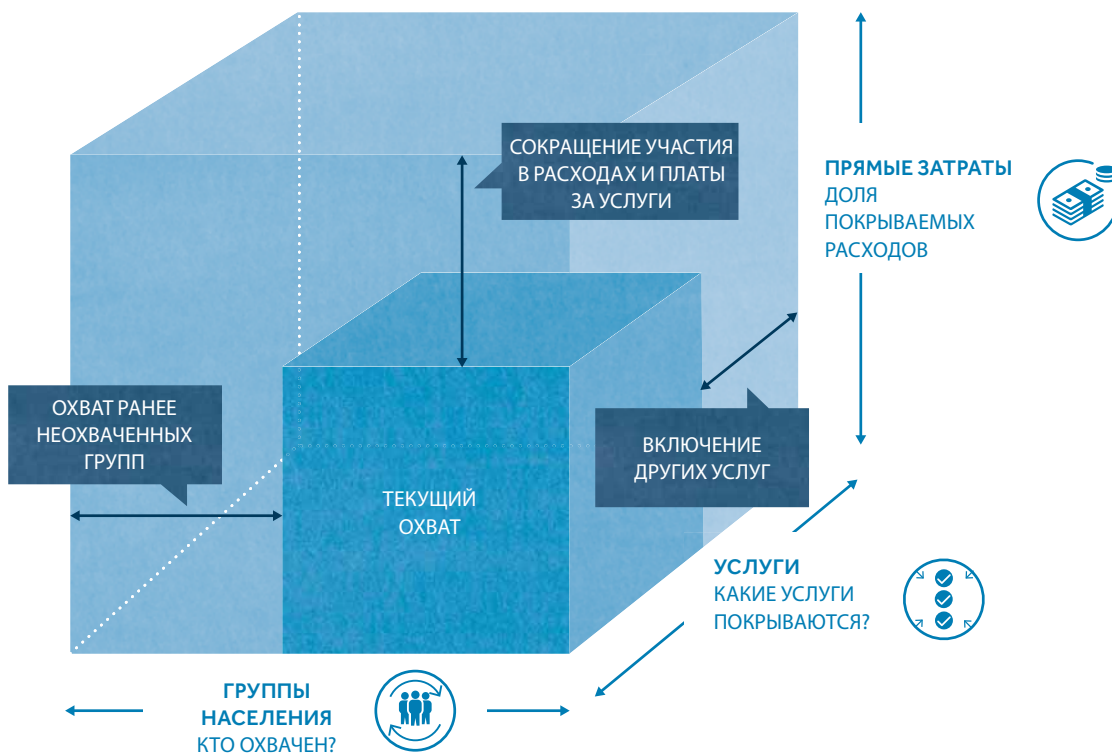 СОКРАЩЕНИЕ УЧАСТИЯ
В РАСХОДАХ И ПЛАТЫ
ЗА УСЛУГИ
ПРЯМЫЕ ЗАТРАТЫ
ДОЛЯ
ПОКРЫВАЕМЫХ
РАСХОДОВ
ОХВАТ РАНЕЕ
НЕОХВАЧЕННЫХ
ГРУПП
ВКЛЮЧЕНИЕ
ДРУГИХ УСЛУГ
ТЕКУЩИЙ
ОХВАТ
УСЛУГИ
КАКИЕ УСЛУГИ
ПОКРЫВАЮТСЯ?
ГРУППЫ
НАСЕЛЕНИЯ
КТО ОХВАЧЕН?